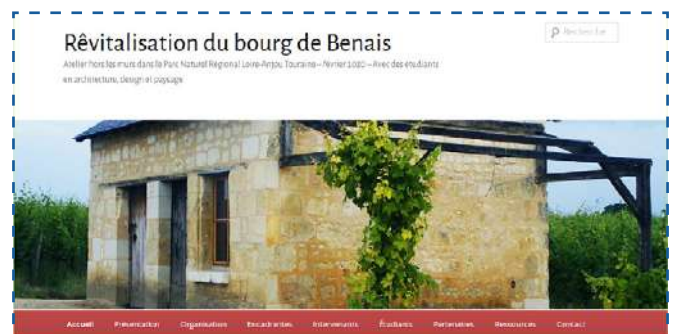 Rêvitalisation du bourg de Benais
Recherche
Atelier hors les murs dans le Parc Naturel Régional Loire-Anjou Touraine – Février 2020 – Avec des étudiants
en architecture, design et paysage
Accueil Présentation Organisation Encadrantes Intervenants Étudiants Partenaires Ressources Contact